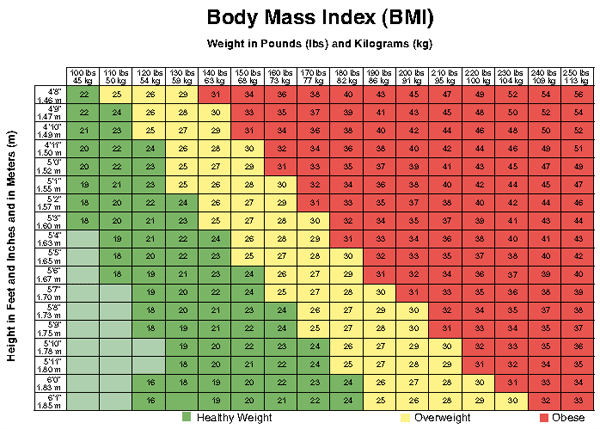 Body Mass Index (BMI)
Weight in Pounds (lbs) and Kilograms (kg)
100 lbs 110 lbs 120 lbs 130 lbs 140 lbs 150 lbs 160 lbs 170 lbs 180 lbs 190 lbs 200 lbs 210 lbs 220 lbs 230 lbs 240 lbs 250 lbs
45 kg 50 kg 54 kg 59 kg 63 kg 68 kg 73 kg 77 kg 82 kg 86 kg 91 kg 95 kg 100 kg 104 kg 109 kg 113 kg
Height in Feet and Inches and in Meters (m)
4'8" 1.46 m 22 25 26 29 31 34 36 38 40 43 45 47 49 52 54 56
4'9" 1.47 m 22 24 26 28 30 33 35 37 39 41 43 45 48 50 52 54
4'10" 1.49 m 21 23 25 27 29 31 34 36 38 40 42 44 46 48 50 52
4'11" 1.50 m 20 22 24 26 28 30 32 34 36 38 40 43 45 47 49 51
5'0" 1.52 m 20 22 23 25 27 29 31 33 35 37 39 41 43 45 47 49
5'1" 1.55 m 19 21 23 25 26 28 30 32 34 36 38 40 42 44 46 47
5'2" 1.57 m 18 20 22 24 26 27 29 31 33 35 37 38 40 42 44 46
5'3" 1.60 m 18 20 21 23 25 27 28 30 32 34 36 37 39 41 43 44
5'4" 1.63 m 19 21 22 24 26 28 29 31 33 34 36 38 40 41 43
5'5" 1.65 m 18 20 22 23 25 27 28 30 32 33 35 37 38 40 42
5'6" 1.67 m 18 19 21 23 24 26 28 29 31 32 34 36 37 39 40
5'7" 1.70 m 19 20 22 24 25 27 28 30 31 33 35 36 38 39
5'8" 1.73 m 18 20 21 23 24 26 27 29 30 32 34 35 37 38
5'9" 1.75 m 18 19 21 22 24 25 27 28 30 31 33 34 36 37
5'10" 1.78 m 19 20 22 23 24 26 27 29 30 32 33 35 36
5'11" 1.80 m 18 20 21 22 24 25 27 28 29 31 32 34 35
6'0" 1.83 m 16 18 19 20 22 23 24 26 27 28 29 31 33 34
6'1" 1.85 m 16 19 20 21 22 24 25 26 27 29 30 32 33
Healthy Weight Overweight Obese